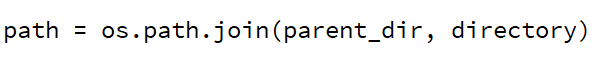 path = os.path.join(parent_dir, directory)